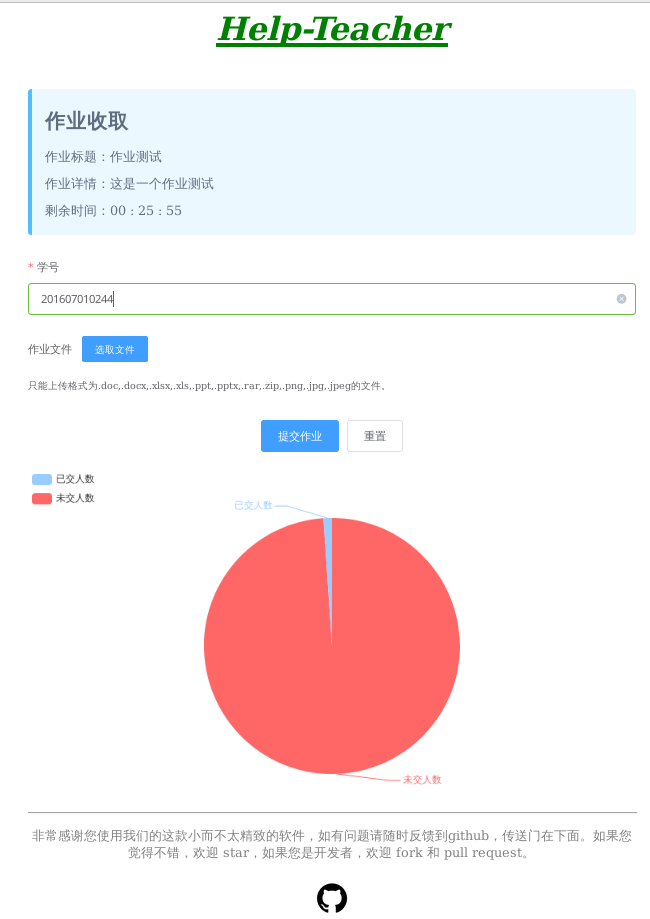 Help-Teacher
作业收取
作业标题：作业测试
作业详情：这是一个作业测试
剩余时间：00 : 25 : 55
* 学号
201607010244
作业文件 选取文件
只能上传格式为.doc,.docx,.xlsx,.xls,.ppt,.pptx,.rar,.zip,.png,.jpg,.jpeg的文件。
提交作业 重置
已交人数
未交人数
已交人数
未交人数
非常感谢您使用我们的这款小而不太精致的软件，如有问题请随时反馈到github，传送门在下面。如果您
觉得不错，欢迎 star，如果您是开发者，欢迎 fork 和 pull request。